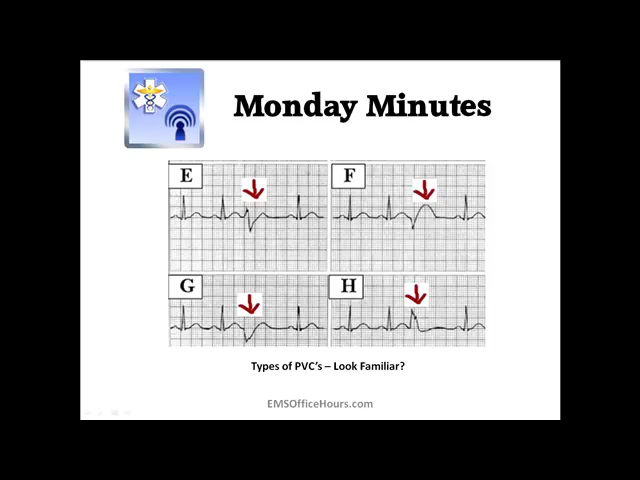 Monday Minutes
E
F
G
H
Types of PVC's – Look Familiar?
EMSOfficeHours.com